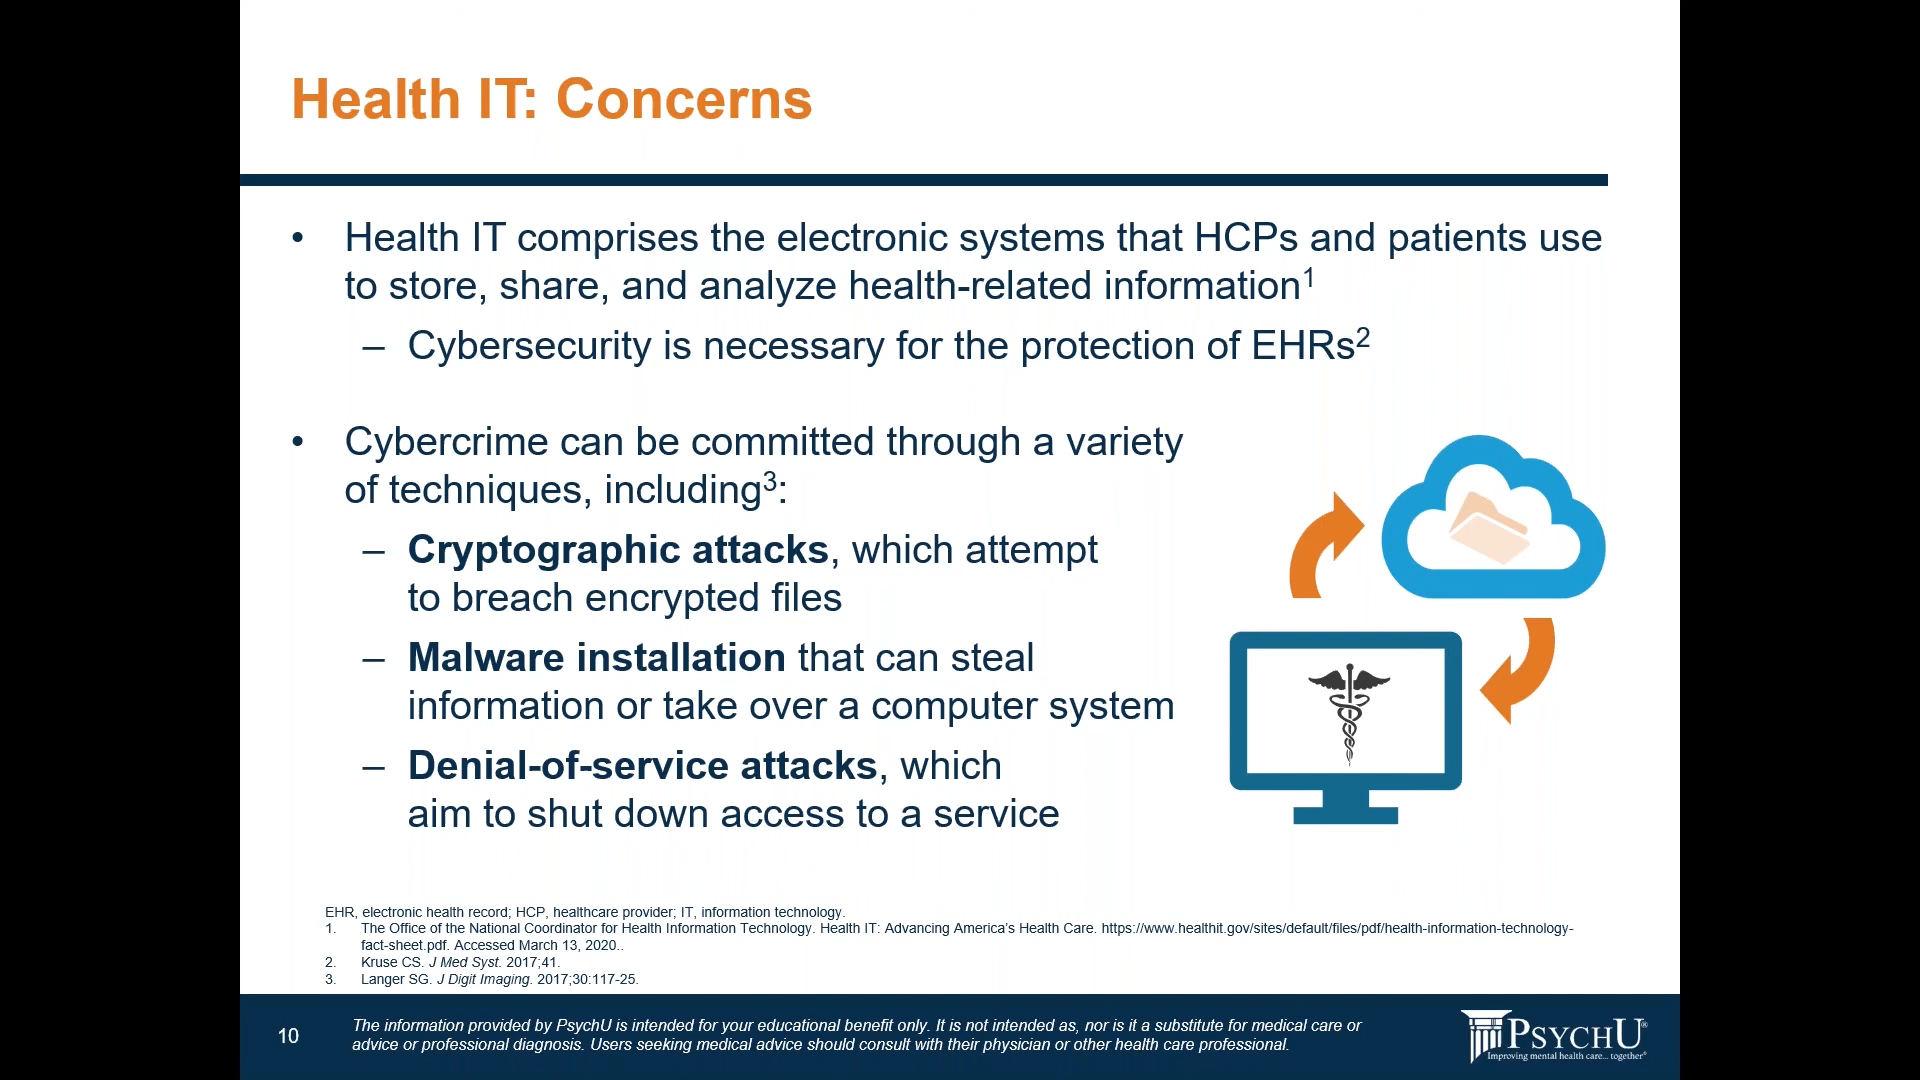 Health IT: Concerns
• Health IT comprises the electronic systems that HCPs and patients use
to store, share, and analyze health-related information¹
– Cybersecurity is necessary for the protection of EHRs²
• Cybercrime can be committed through a variety
of techniques, including³:
– Cryptographic attacks, which attempt
to breach encrypted files
– Malware installation that can steal
information or take over a computer system
– Denial-of-service attacks, which
aim to shut down access to a service
EHR, electronic health record; HCP, healthcare provider; IT, information technology.
1. The Office of the National Coordinator for Health Information Technology. Health IT: Advancing America's Health Care. https://www.healthit.gov/sites/default/files/pdf/health-information-technology-
fact-sheet.pdf. Accessed March 13, 2020..
2. Kruse CS. J Med Syst. 2017;41.
3. Langer SG. J Digit Imaging. 2017;30:117-25.
10
The information provided by PsychU is intended for your educational benefit only. It is not intended as, nor is it a substitute for medical care or
advice or professional diagnosis. Users seeking medical advice should consult with their physician or other health care professional.
PSYCHU®
Improving mental health care... together®